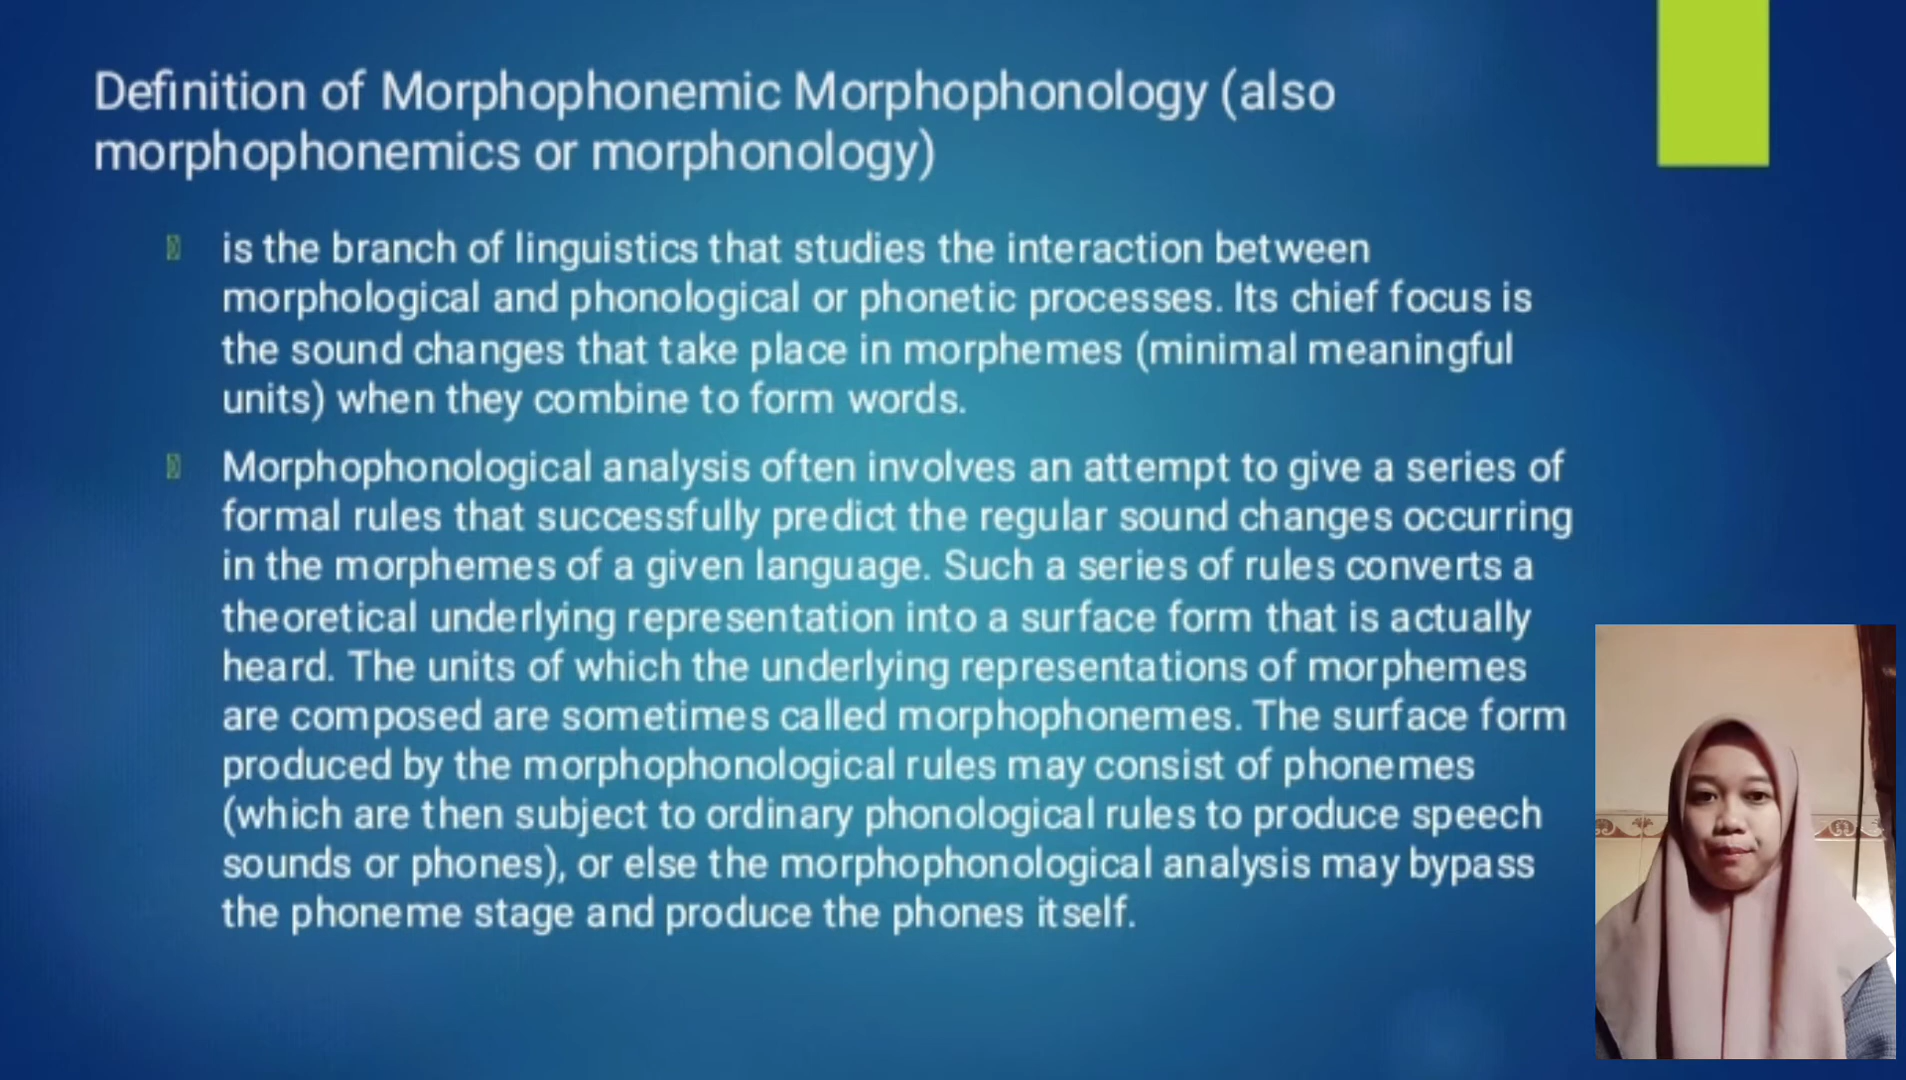 Definition of Morphophonemic Morphophonology (also
morphophonemics or morphonology)
is the branch of linguistics that studies the interaction between
morphological and phonological or phonetic processes. Its chief focus is
the sound changes that take place in morphemes (minimal meaningful
units) when they combine to form words.
Morphophonological analysis often involves an attempt to give a series of
formal rules that successfully predict the regular sound changes occurring
in the morphemes of a given language. Such a series of rules converts a
theoretical underlying representation into a surface form that is actually
heard. The units of which the underlying representations of morphemes
are composed are sometimes called morphophonemes. The surface form
produced by the morphophonological rules may consist of phonemes
(which are then subject to ordinary phonological rules to produce speech
sounds or phones), or else the morphophonological analysis may bypass
the phoneme stage and produce the phones itself.